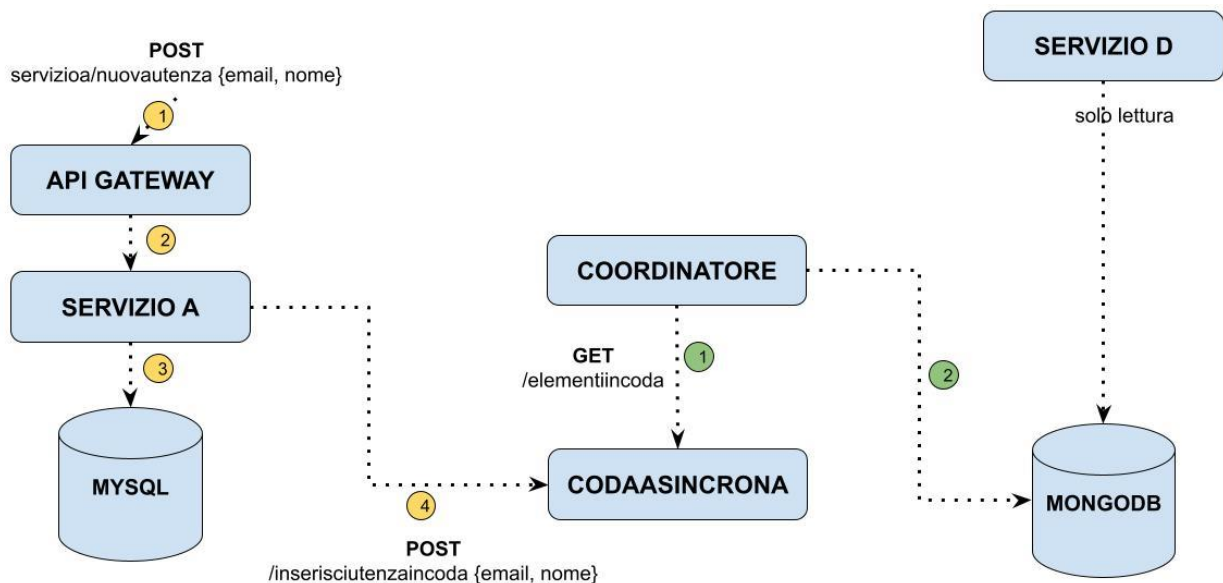 POST
servizioa/nuovautenza {email, nome}
1
API GATEWAY
2
SERVIZIO A
3
MYSQL
4
POST
/inserisciutenzaincoda {email, nome}
COORDINATORE
GET
/elementiincoda
1
2
CODAASINCRONA
SERVIZIO D
solo lettura
MONGODB